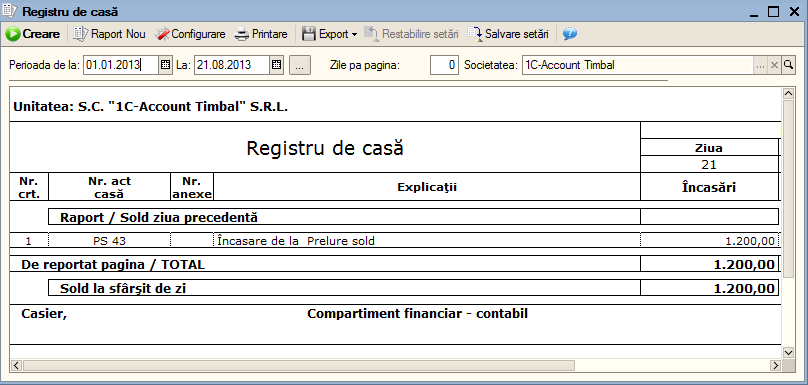 Registru de casă
Creare Raport Nou Configurare Printare Export Restabilire setări Salvare setări
Perioada de la: 01.01.2013 La: 21.08.2013 ... Zile pe pagina: 0 Societatea: 1C-Account Timbal ...
Unitatea: S.C. "1C-Account Timbal" S.R.L.
Registru de casă
Ziua
21
Nr. crt. Nr. act casă Nr. anexe Explicaţii Încasări
Raport / Sold ziua precedentă
1 PS 43 Încasare de la Prelure sold 1.200,00
De reportat pagina / TOTAL 1.200,00
Sold la sfârşit de zi 1.200,00
Casier, Compartiment financiar - contabil